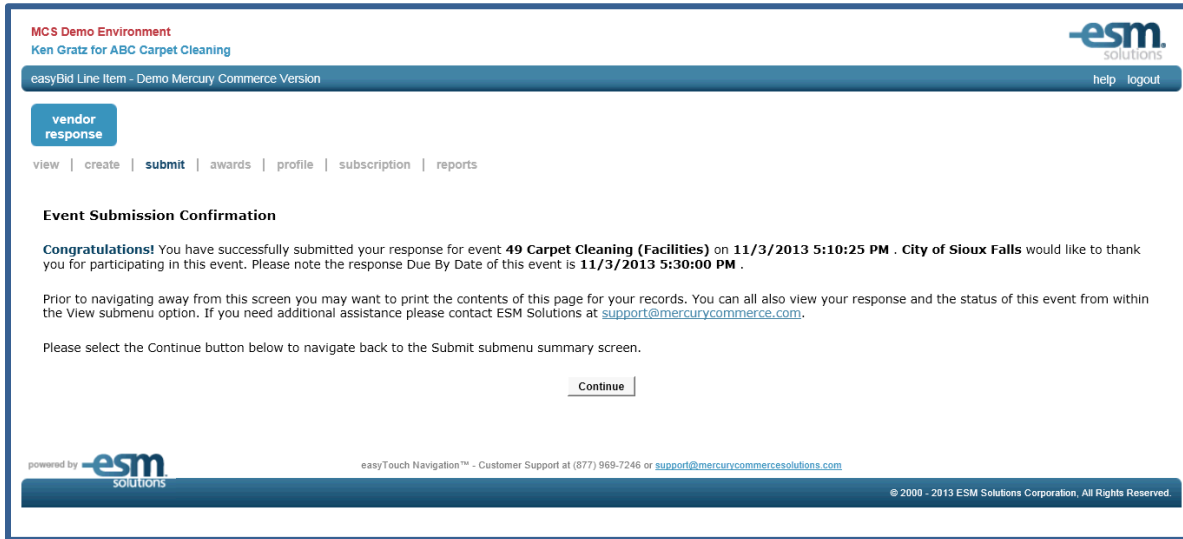 MCS Demo Environment
Ken Gratz for ABC Carpet Cleaning
esm.
solutions
easyBid Line Item - Demo Mercury Commerce Version
help logout
vendor
response
view | create | submit | awards | profile | subscription | reports
Event Submission Confirmation
Congratulations! You have successfully submitted your response for event 49 Carpet Cleaning (Facilities) on 11/3/2013 5:10:25 PM . City of Sioux Falls would like to thank
you for participating in this event. Please note the response Due By Date of this event is 11/3/2013 5:30:00 PM .
Prior to navigating away from this screen you may want to print the contents of this page for your records. You can all also view your response and the status of this event from within
the View submenu option. If you need additional assistance please contact ESM Solutions at support@mercurycommerce.com.
Please select the Continue button below to navigate back to the Submit submenu summary screen.
Continue
powered by esm.
solutions
easyTouch Navigation™ - Customer Support at (877) 969-7246 or support@mercurycommercesolutions.com
© 2000 - 2013 ESM Solutions Corporation, All Rights Reserved.